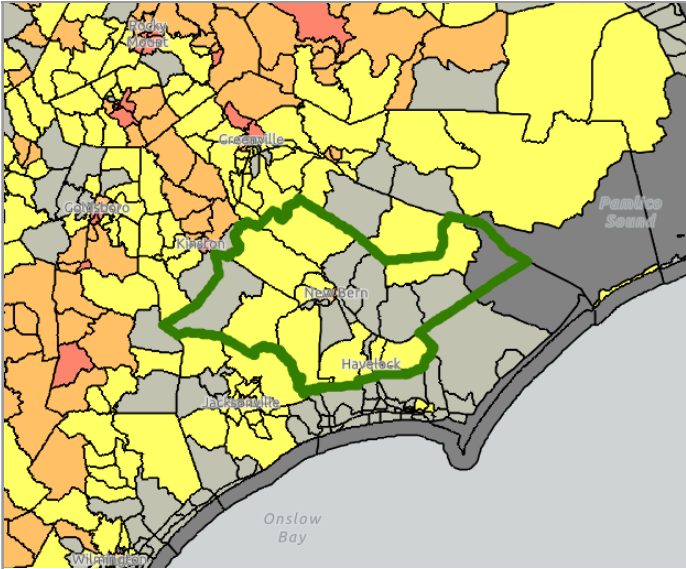 Rocky
Mount
Greenville
Goldsboro
Pamlico
Sound
Kinston
New Bern
Havelock
Jacksonville
Onslow
Bay
Wilmington